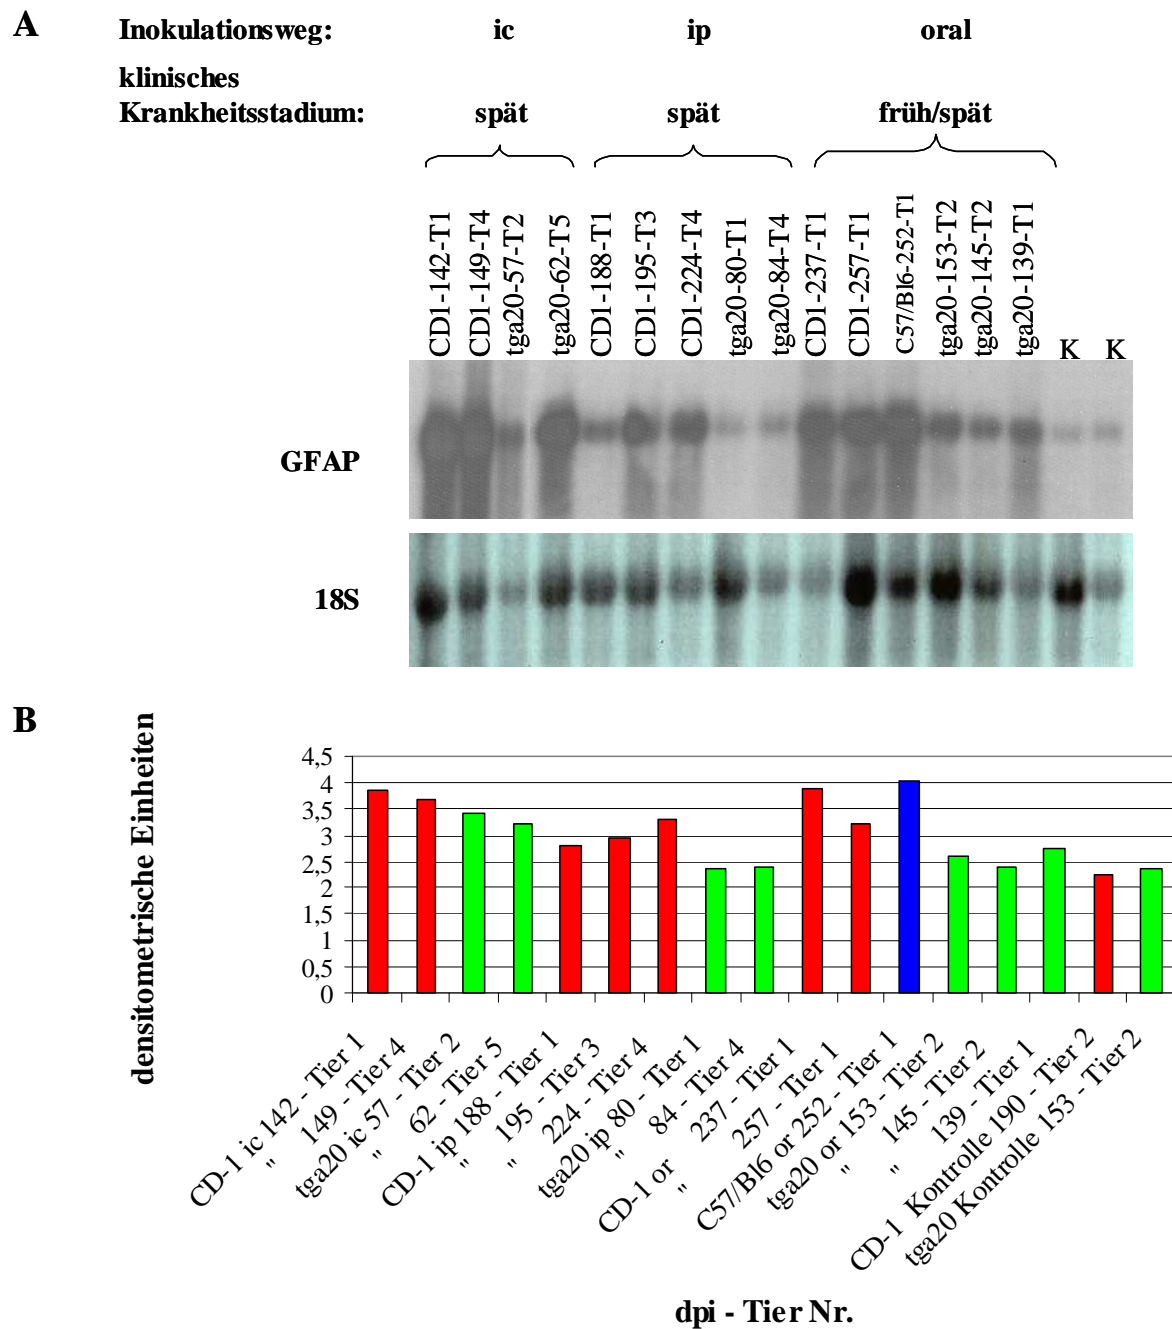 A
Inokulationsweg: ic ip oral
klinisches
Krankheitsstadium: spät spät früh/spät
CD1-142-T1
CD1-149-T4
tga20-57-T2
tga20-62-T5
CD1-188-T1
CD1-195-T3
CD1-224-T4
tga20-80-T1
tga20-84-T4
CD1-237-T1
CD1-257-T1
C57/Bl6-252-T1
tga20-153-T2
tga20-145-T2
tga20-139-T1
K
K
GFAP
18S
B
densitometrische Einheiten
4,5
4
3,5
3
2,5
2
1,5
1
0,5
0
CD-1 ic 142 - Tier 1
" 149 - Tier 4
tga20 ic 57 - Tier 2
" 62 - Tier 5
CD-1 ip 188 - Tier 1
" 195 - Tier 3
" 224 - Tier 4
tga20 ip 80 - Tier 1
" 84 - Tier 4
CD-1 or 237 - Tier 1
" 257 - Tier 1
C57/Bl6 or 252 - Tier 1
tga20 or 153 - Tier 2
" 145 - Tier 2
" 139 - Tier 1
CD-1 Kontrolle 190 - Tier 2
tga20 Kontrolle 153 - Tier 2
dpi - Tier Nr.